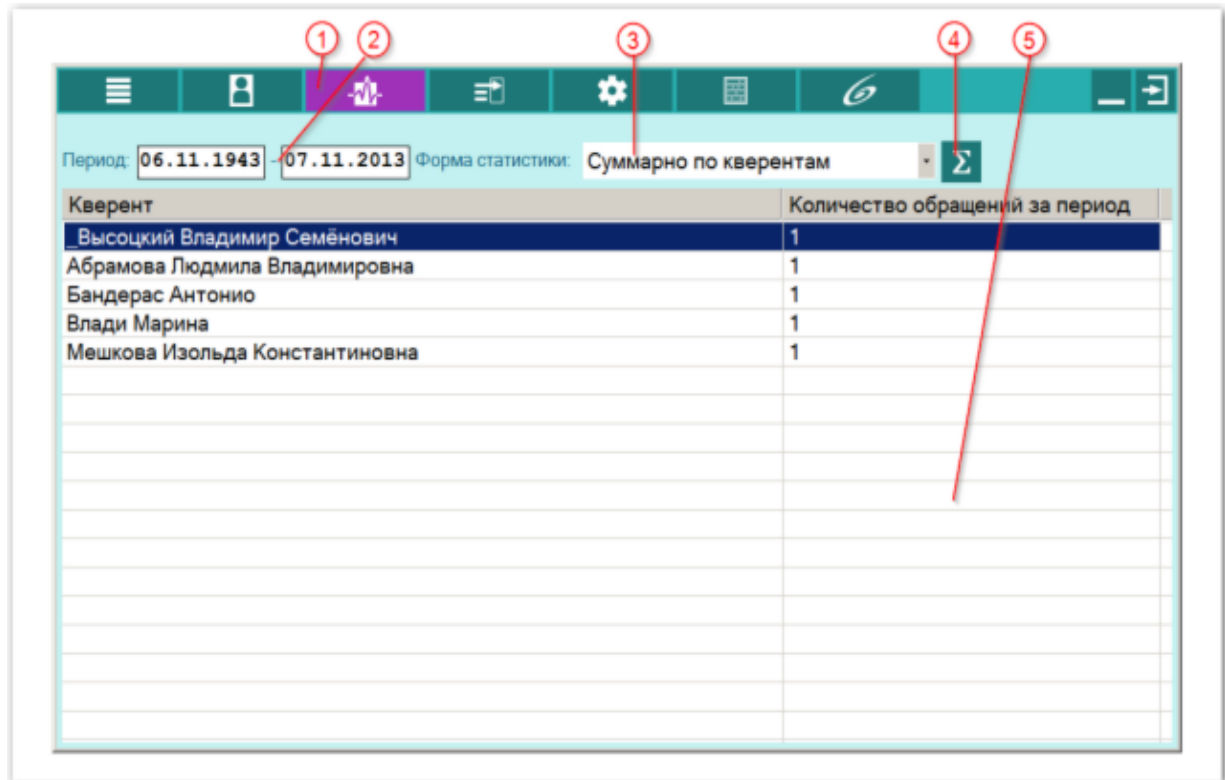 1 2 3 4 5
Период: 06.11.1943 - 07.11.2013 Форма статистики: Суммарно по кверентам Σ
Кверент Количество обращений за период
_Высоцкий Владимир Семёнович 1
Абрамова Людмила Владимировна 1
Бандерас Антонио 1
Влади Марина 1
Мешкова Изольда Константиновна 1